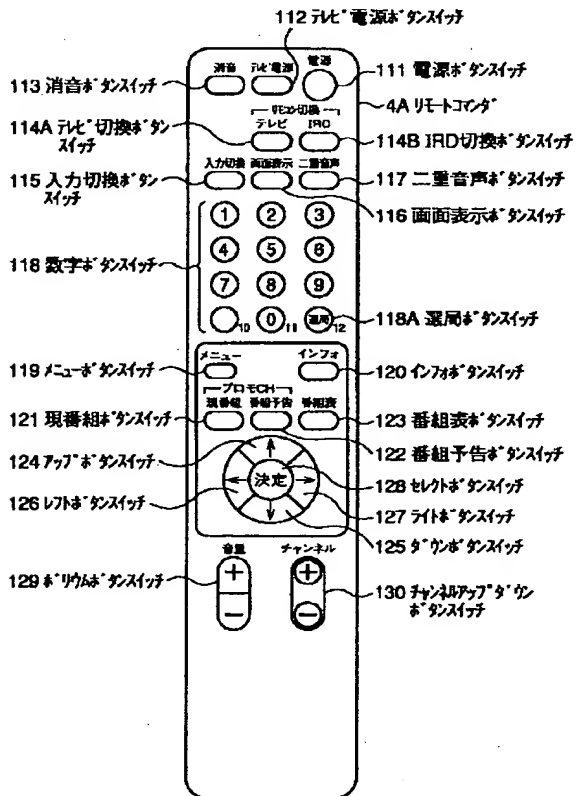 112 テレビ電源ボタンスイッチ
消音
テレビ電源
電源
113 消音ボタンスイッチ
111 電源ボタンスイッチ
4A リモートコマンダ
リモコン切換
テレビ
IRD
114A テレビ切換ボタン
スイッチ
114B IRD切換ボタンスイッチ
入力切換
画面表示
二重音声
115 入力切換ボタン
スイッチ
117 二重音声ボタンスイッチ
116 画面表示ボタンスイッチ
1
2
3
4
5
6
7
8
9
10
0
11
選局
12
118 数字ボタンスイッチ
118A 選局ボタンスイッチ
メニュー
インフォ
119 メニューボタンスイッチ
120 インフォボタンスイッチ
プロモCH
現番組
番組予告
番組表
121 現番組ボタンスイッチ
123 番組表ボタンスイッチ
122 番組予告ボタンスイッチ
124 アップボタンスイッチ
決定
128 セレクトボタンスイッチ
126 レフトボタンスイッチ
127 ライトボタンスイッチ
125 ダウンボタンスイッチ
音量
チャンネル
+
-
+
-
129 ボリウムボタンスイッチ
130 チャンネルアップダウン
ボタンスイッチ